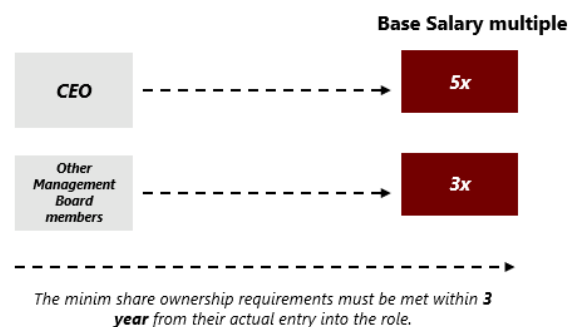 Base Salary multiple
CEO
5x
Other
Management
Board
members
3x
The minim share ownership requirements must be met within 3
year from their actual entry into the role.